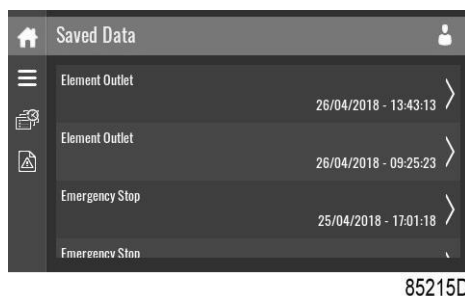 Saved Data
Element Outlet
26/04/2018 - 13:43:13
Element Outlet
26/04/2018 - 09:25:23
Emergency Stop
25/04/2018 - 17:01:18
Emergency Stop
85215D